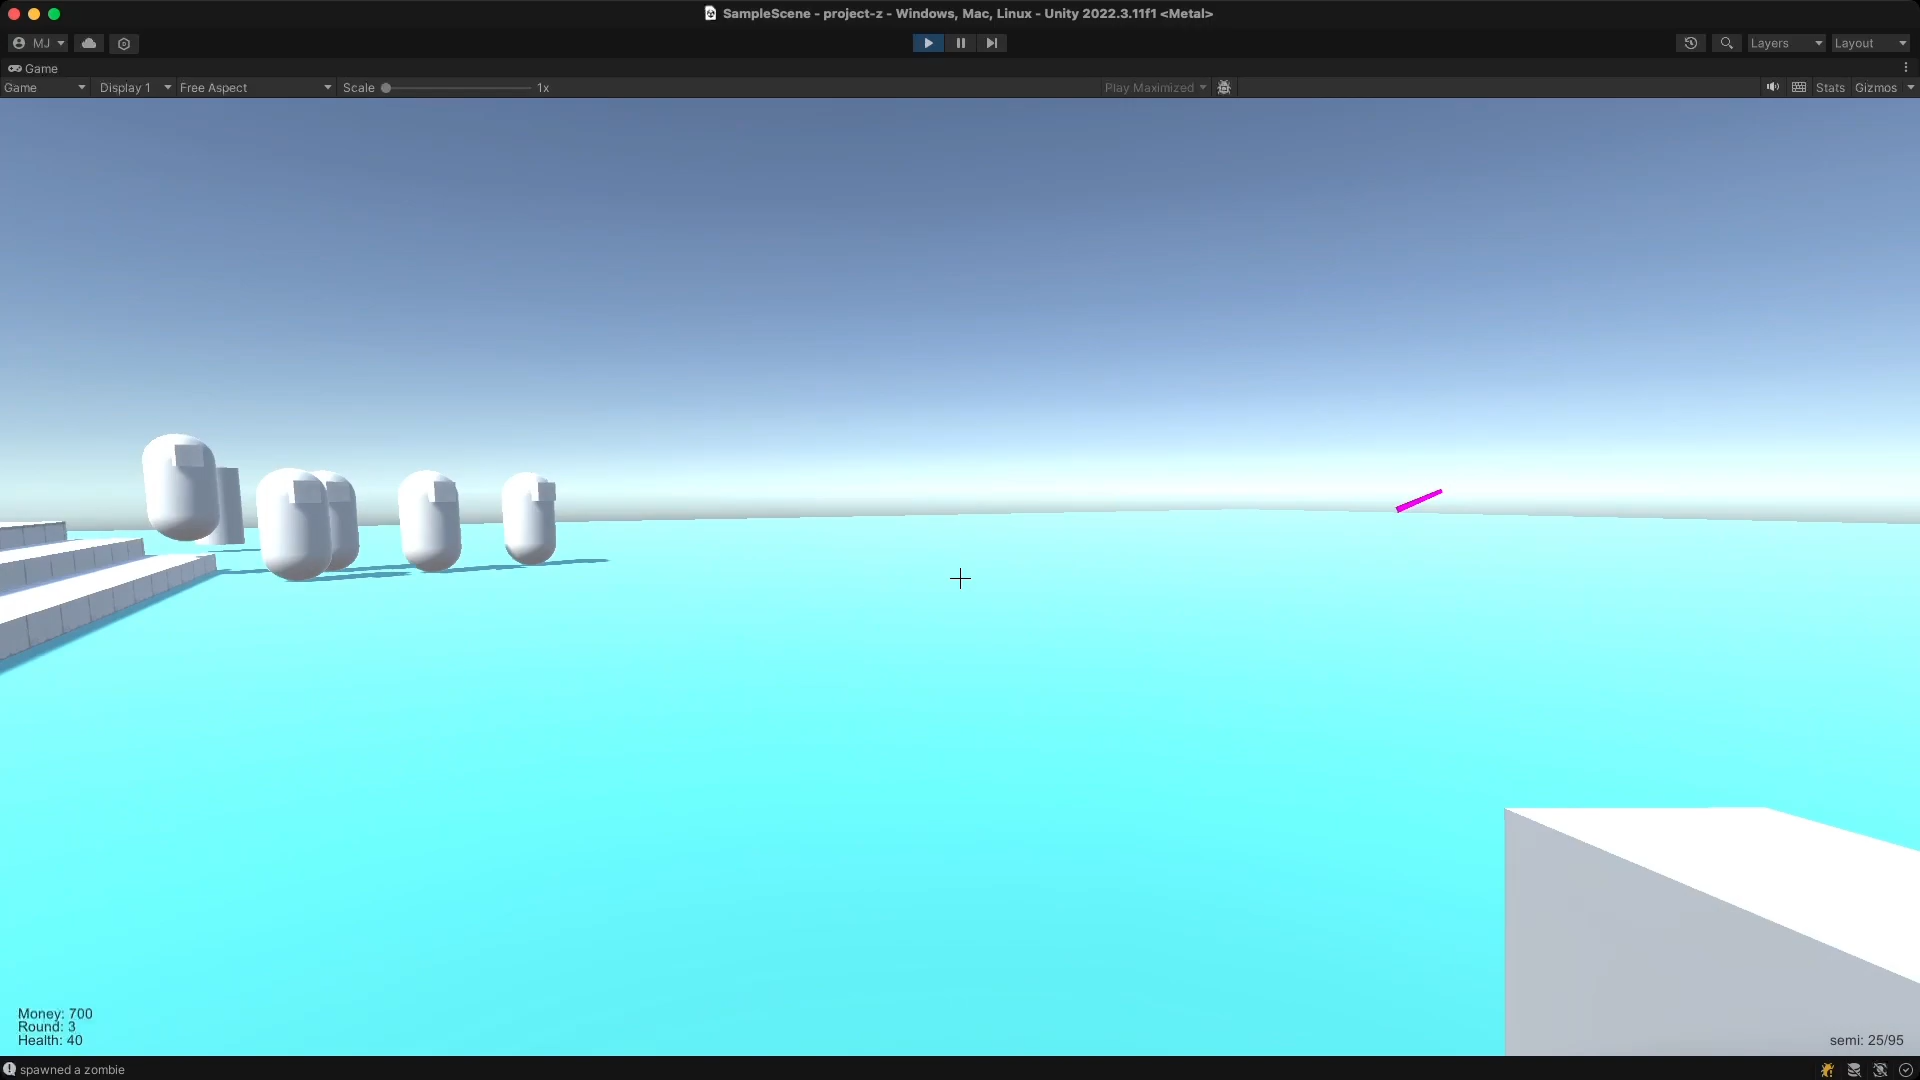 SampleScene - project-z - Windows, Mac, Linux - Unity 2022.3.11f1 <Metal>
MJ
Layers
Layout
Game
Game
Display 1
Free Aspect
Scale
1x
Play Maximized
Stats
Gizmos
Money: 700
Round: 3
Health: 40
semi: 25/95
spawned a zombie